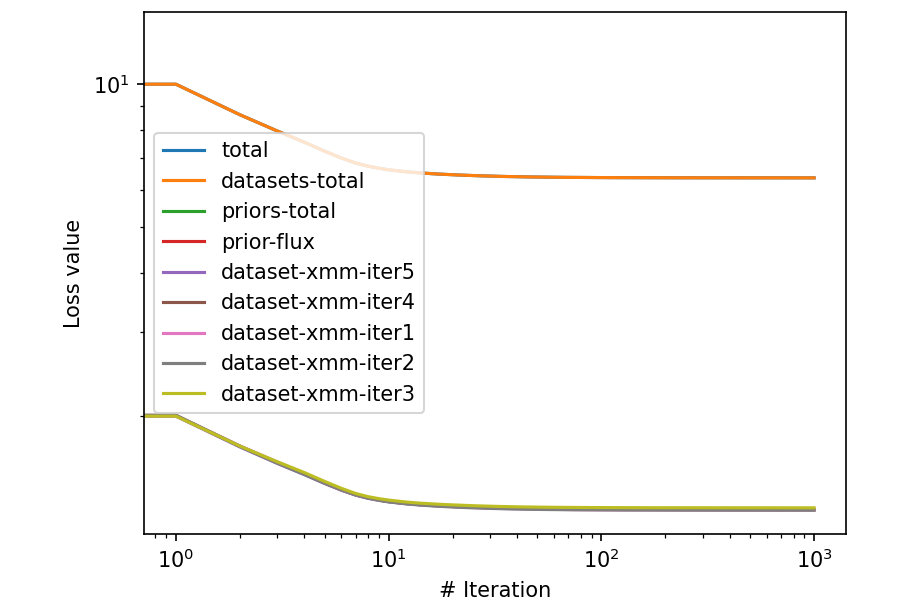 10¹
Loss value
total
datasets-total
priors-total
prior-flux
dataset-xmm-iter5
dataset-xmm-iter4
dataset-xmm-iter1
dataset-xmm-iter2
dataset-xmm-iter3
10⁰ 10¹ 10² 10³
# Iteration